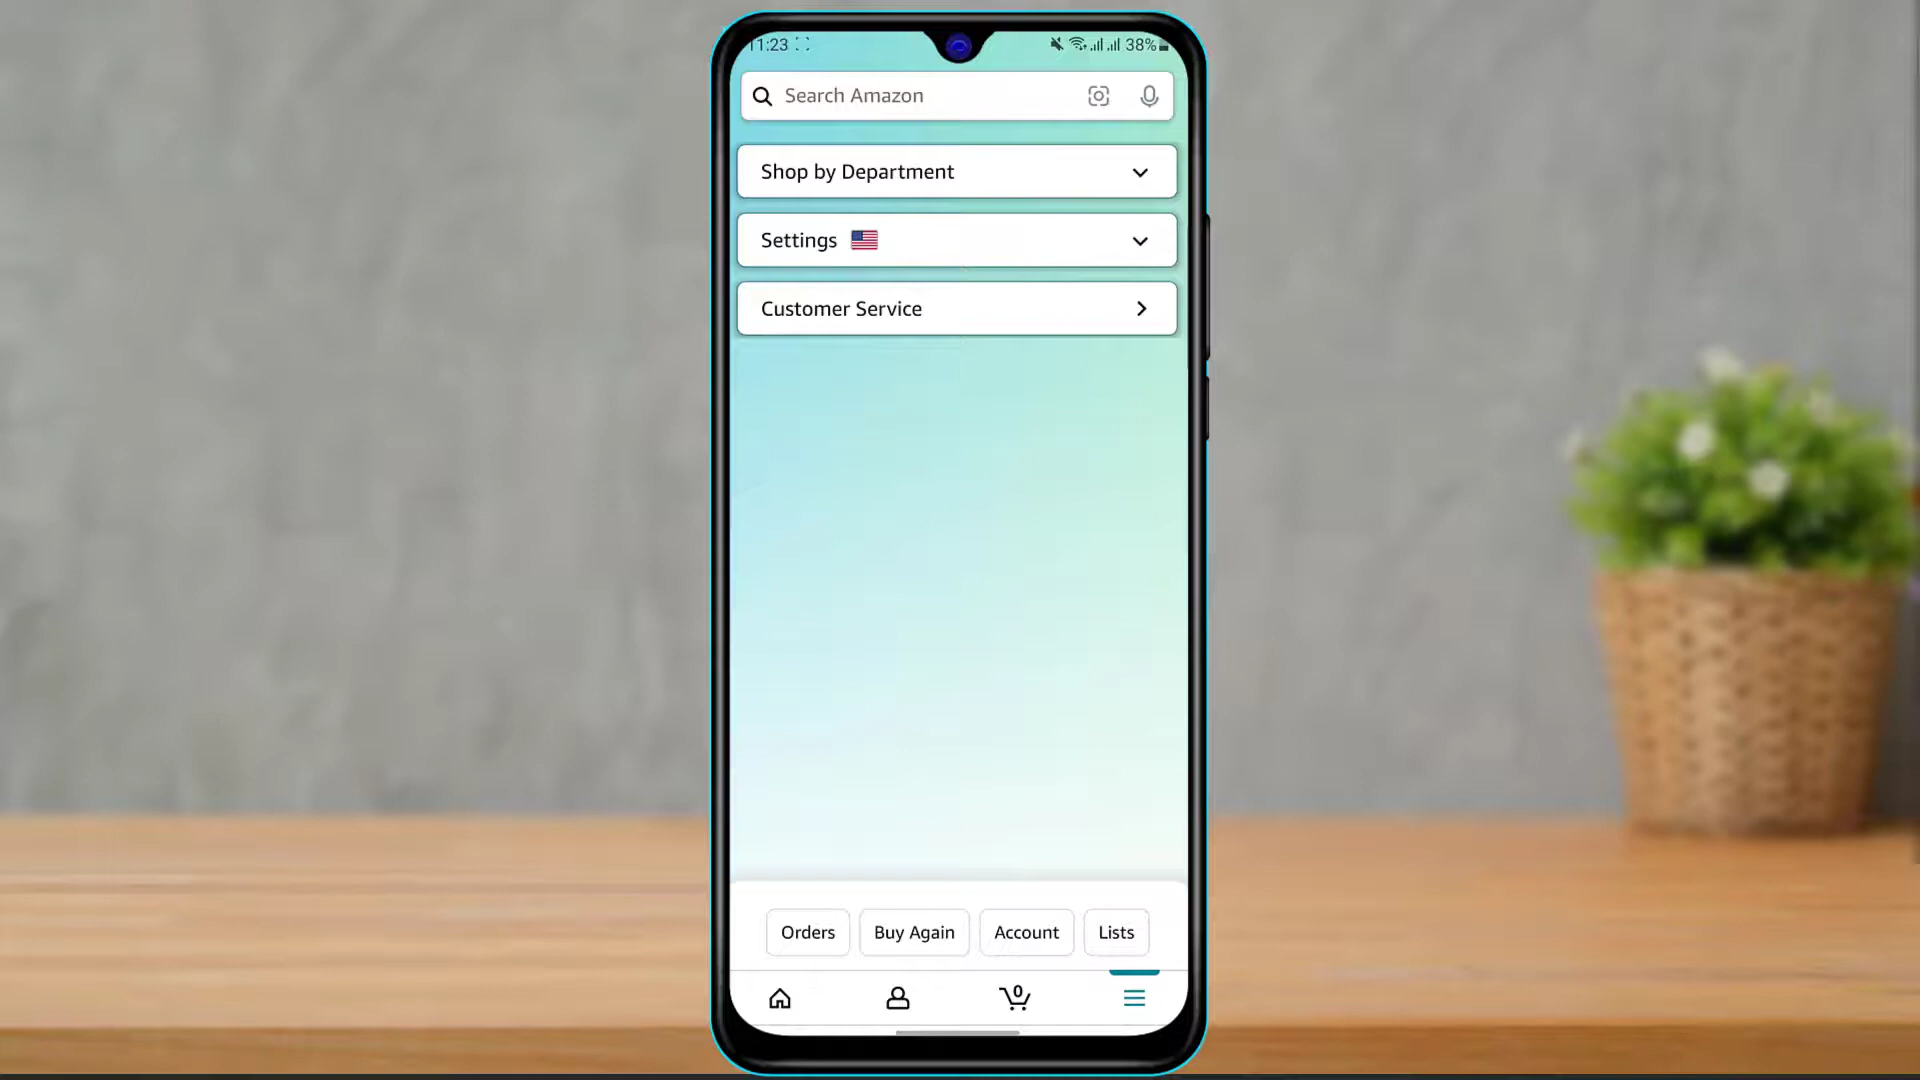 11:23 38%
Search Amazon
Shop by Department
Settings
Customer Service
Orders Buy Again Account Lists
0